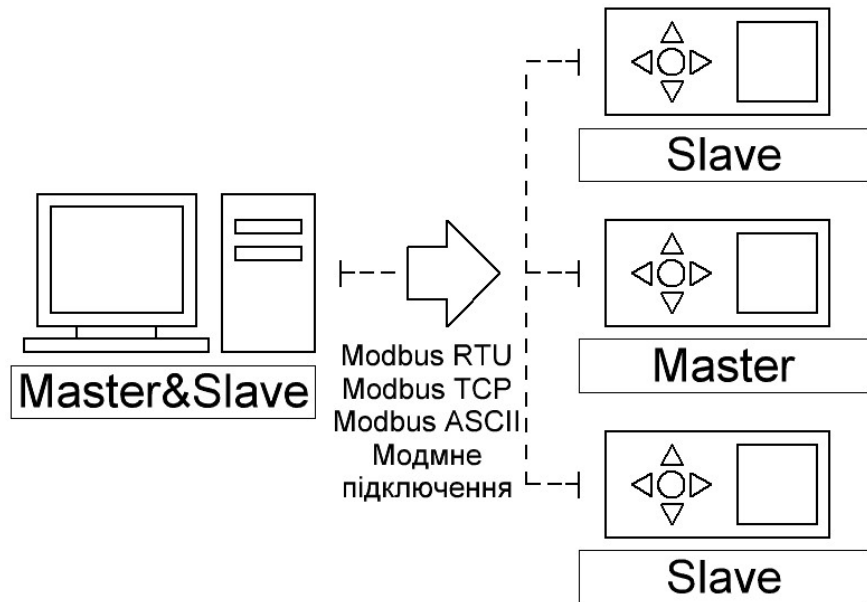 Master&Slave
Modbus RTU
Modbus TCP
Modbus ASCII
Модмне
підключення
Slave
Master
Slave